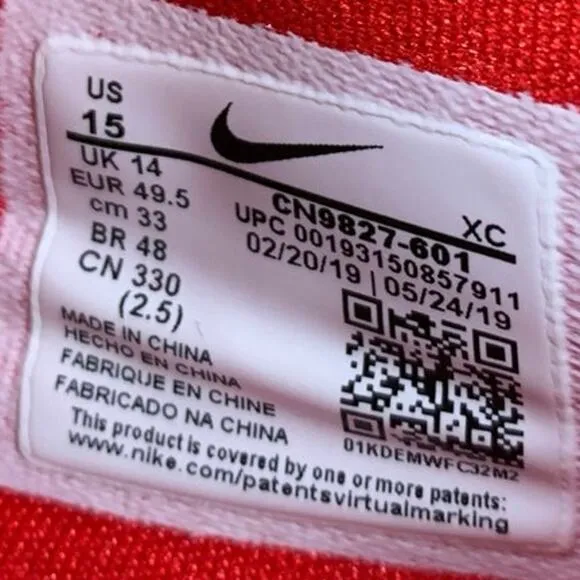 US
15
UK 14
EUR 49.5
cm 33
BR 48
CN 330
(2.5)
XC
CN9827-601
UPC 00193150857911
02/20/19 | 05/24/19
MADE IN CHINA
HECHO EN CHINA
FABRIQUE EN CHINE
FABRICADO NA CHINA
01KDEMWFC32M2
This product is covered by one or more patents:
www.nike.com/patentsvirtualmarking